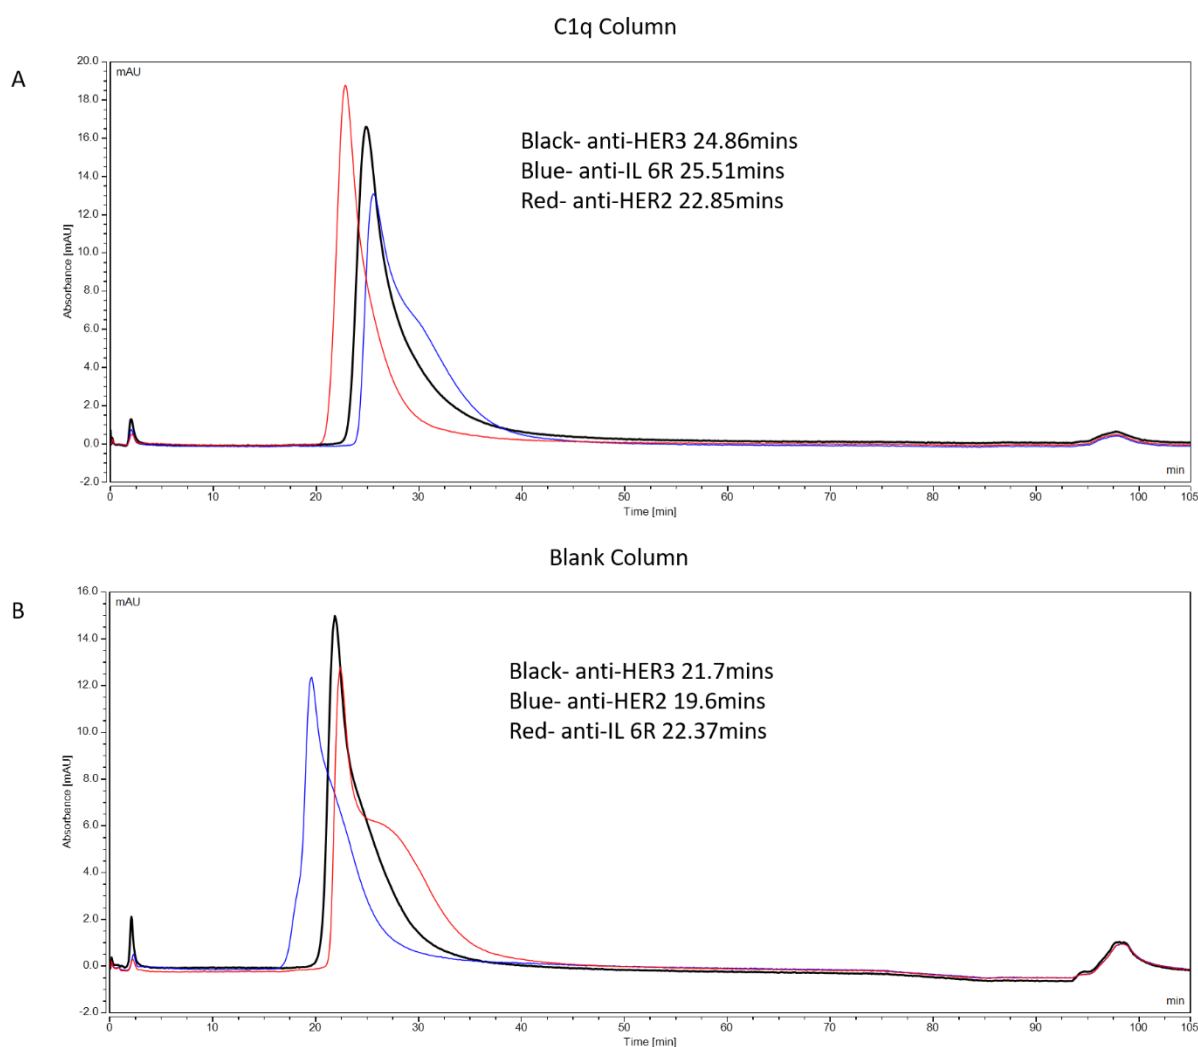 C1q Column
A
mAU
20.0
18.0
16.0
14.0
12.0
10.0
8.0
6.0
4.0
2.0
0.0
-2.0
Absorbance [mAU]
Black- anti-HER3 24.86mins
Blue- anti-IL 6R 25.51mins
Red- anti-HER2 22.85mins
min
0 10 20 30 40 50 60 70 80 90 100 105
Time [min]
Blank Column
B
mAU
16.0
14.0
12.0
10.0
8.0
6.0
4.0
2.0
0.0
-2.0
Absorbance [mAU]
Black- anti-HER3 21.7mins
Blue- anti-HER2 19.6mins
Red- anti-IL 6R 22.37mins
min
0 10 20 30 40 50 60 70 80 90 100 105
Time [min]